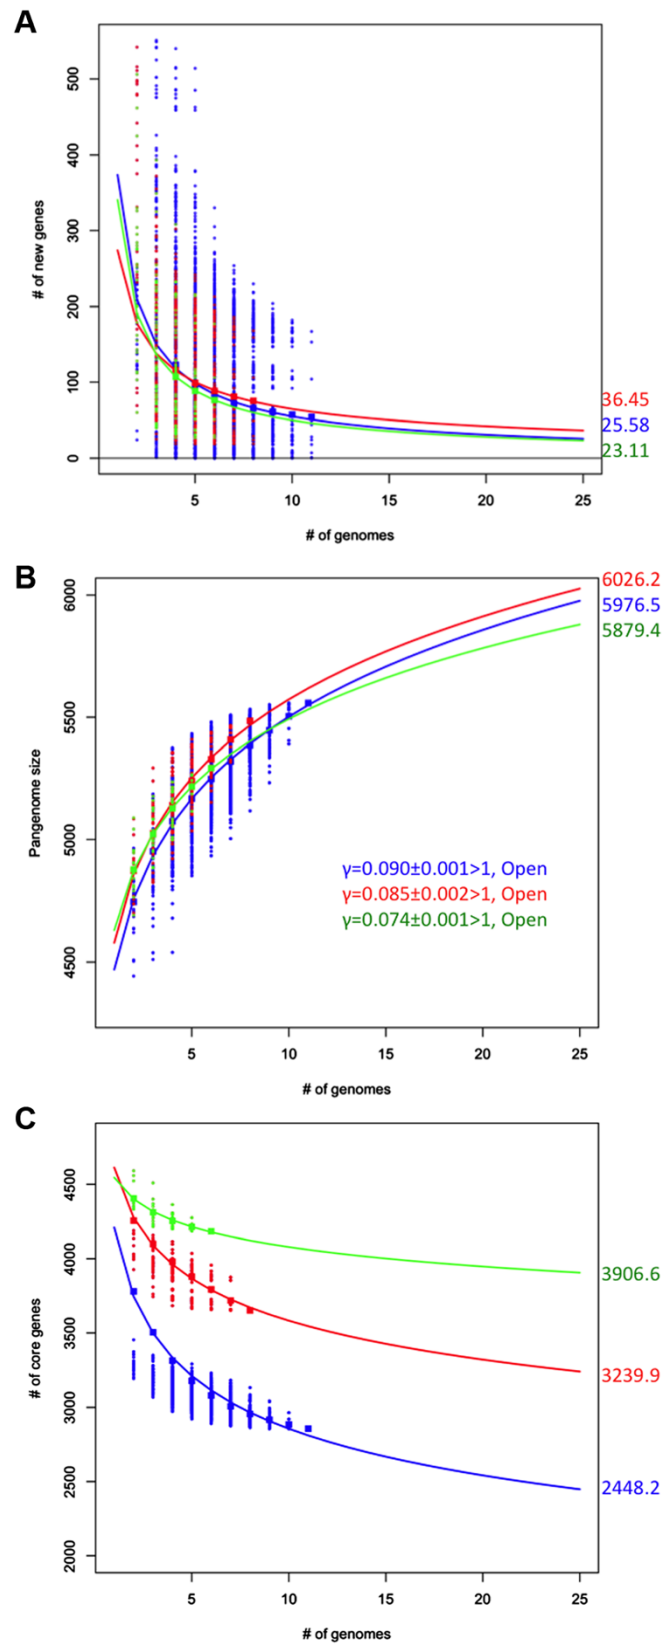 A
# of new genes
500
400
300
200
100
0
36.45
25.58
23.11
5 10 15 20 25
# of genomes
B
Pangenome size
6000
5500
5000
4500
6026.2
5976.5
5879.4
γ=0.090±0.001>1, Open
γ=0.085±0.002>1, Open
γ=0.074±0.001>1, Open
5 10 15 20 25
# of genomes
C
# of core genes
4500
4000
3500
3000
2500
2000
3906.6
3239.9
2448.2
5 10 15 20 25
# of genomes